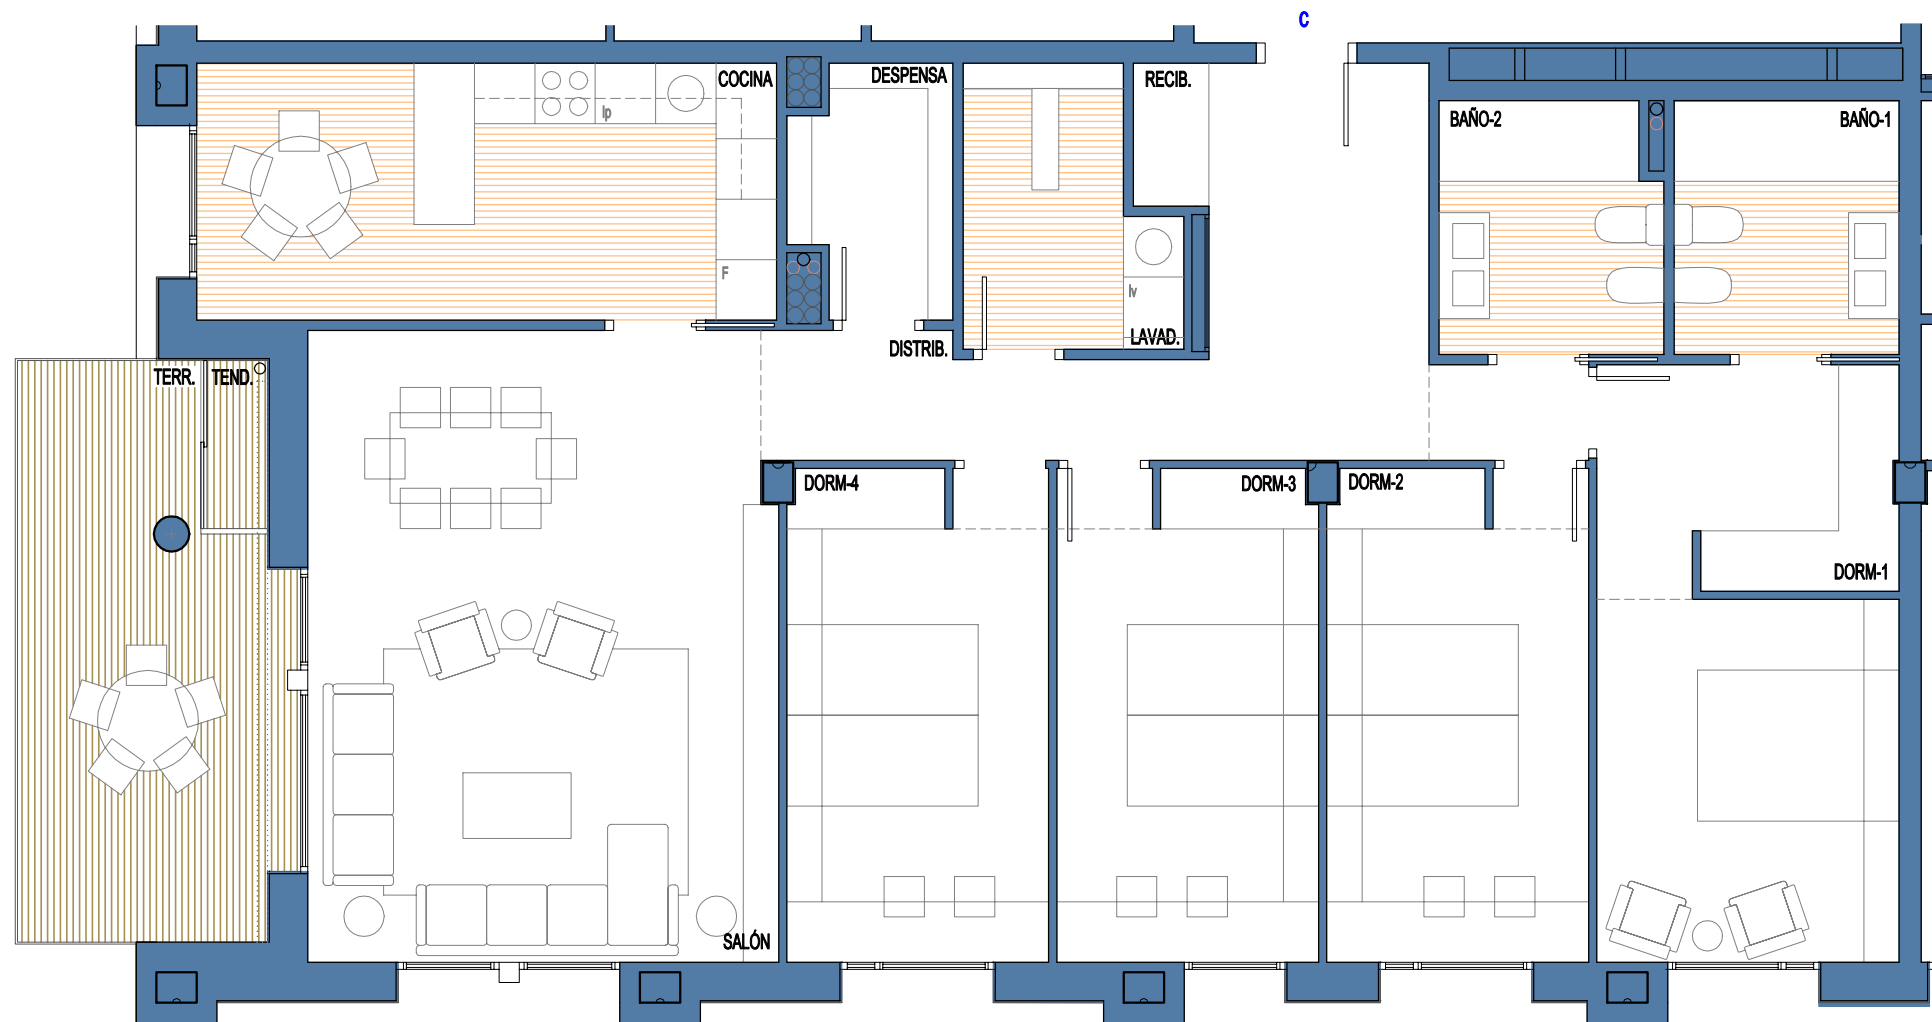 C
COCINA
DESPENSA
RECIB.
BAÑO-2
BAÑO-1
lp
F
lv
LAVAD.
DISTRIB.
TERR.
TEND.
DORM-4
DORM-3
DORM-2
DORM-1
SALÓN